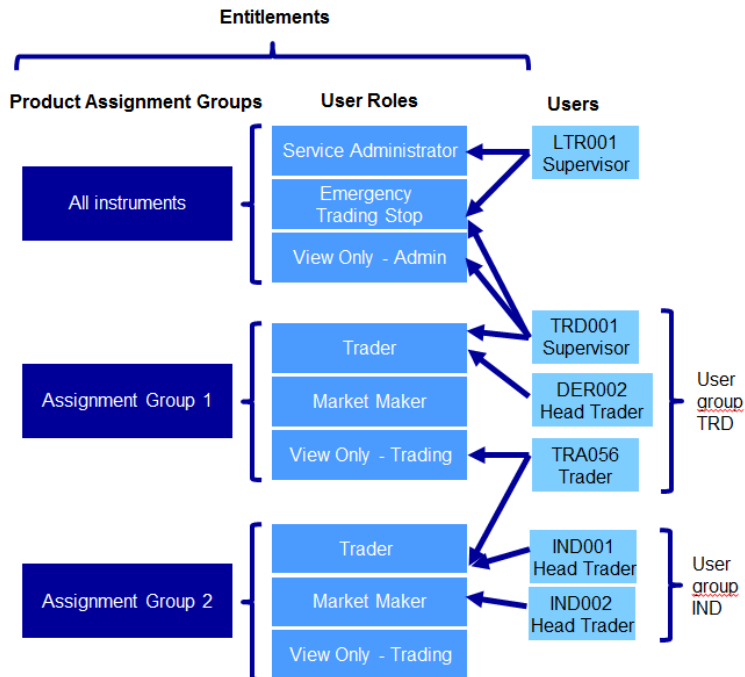 Entitlements
Product Assignment Groups
User Roles
Users
All instruments
Service Administrator
Emergency
Trading Stop
View Only - Admin
LTR001
Supervisor
Assignment Group 1
Trader
Market Maker
View Only - Trading
TRD001
Supervisor
DER002
Head Trader
TRA056
Trader
User
group
TRD
Assignment Group 2
Trader
Market Maker
View Only - Trading
IND001
Head Trader
IND002
Head Trader
User
group
IND